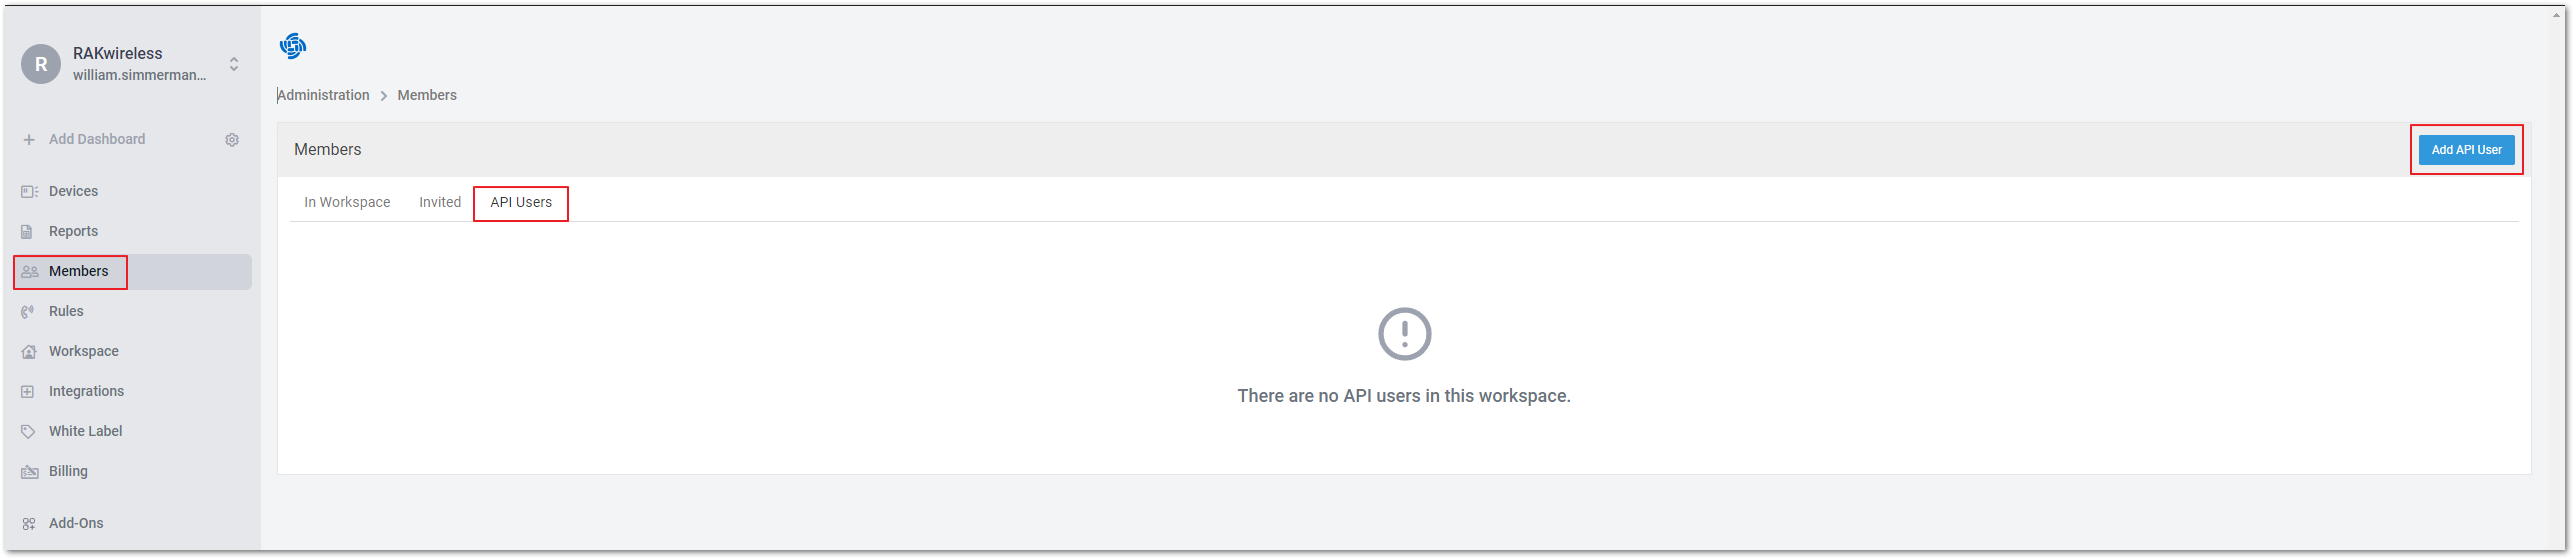 R
RAKwireless
william.simmerman...
Add Dashboard
Devices
Reports
Members
Rules
Workspace
Integrations
White Label
Billing
Add-Ons
Administration > Members
Members
Add API User
In Workspace Invited API Users
There are no API users in this workspace.